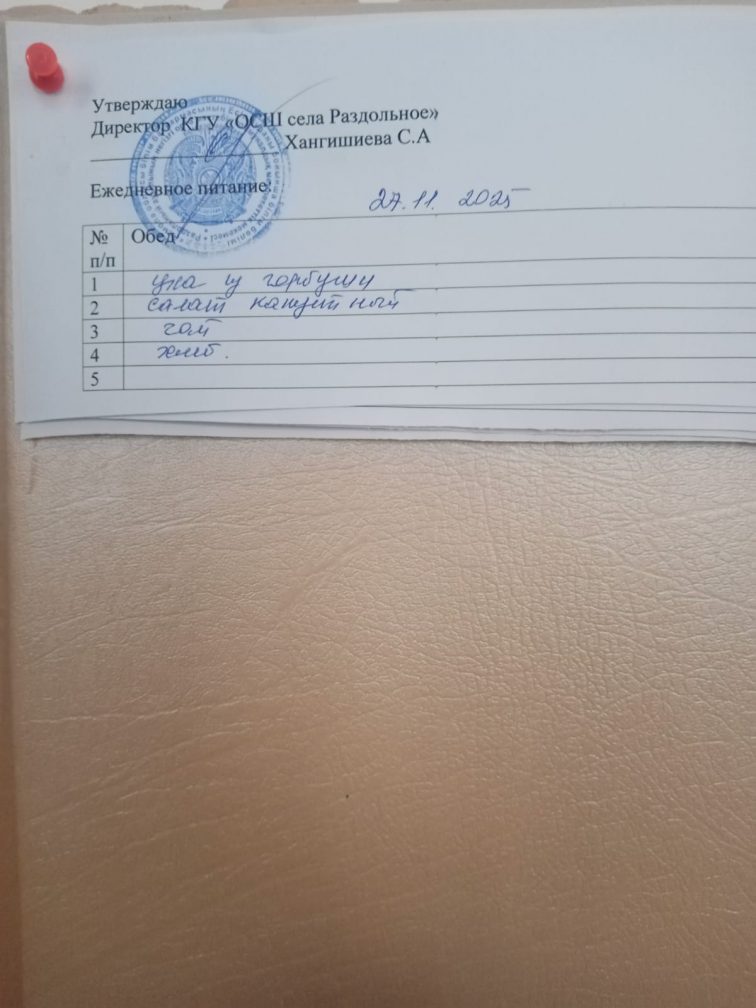 Утверждаю
Директор КГУ «ОСШ села Раздольное»
Хангишиева С.А
Ежедневное питание:
27.11. 2025
№ п/п Обед
1 уха из горбуши
2 салат капустный
3 чай
4 хлеб.
5